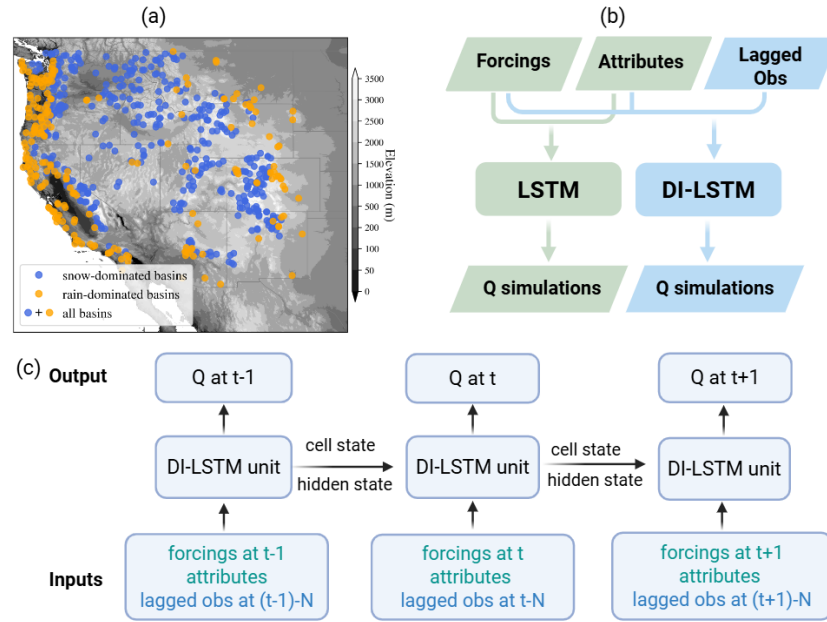 (a)
3500
3000
2500
2000
1500
1000
500
200
100
50
0
Elevation (m)
snow-dominated basins
rain-dominated basins
+ all basins
(b)
Forcings
Attributes
Lagged
Obs
LSTM
DI-LSTM
Q simulations
Q simulations
(c)
Output
Q at t-1
Q at t
Q at t+1
DI-LSTM unit
cell state
hidden state
DI-LSTM unit
cell state
hidden state
DI-LSTM unit
Inputs
forcings at t-1
attributes
lagged obs at (t-1)-N
forcings at t
attributes
lagged obs at t-N
forcings at t+1
attributes
lagged obs at (t+1)-N